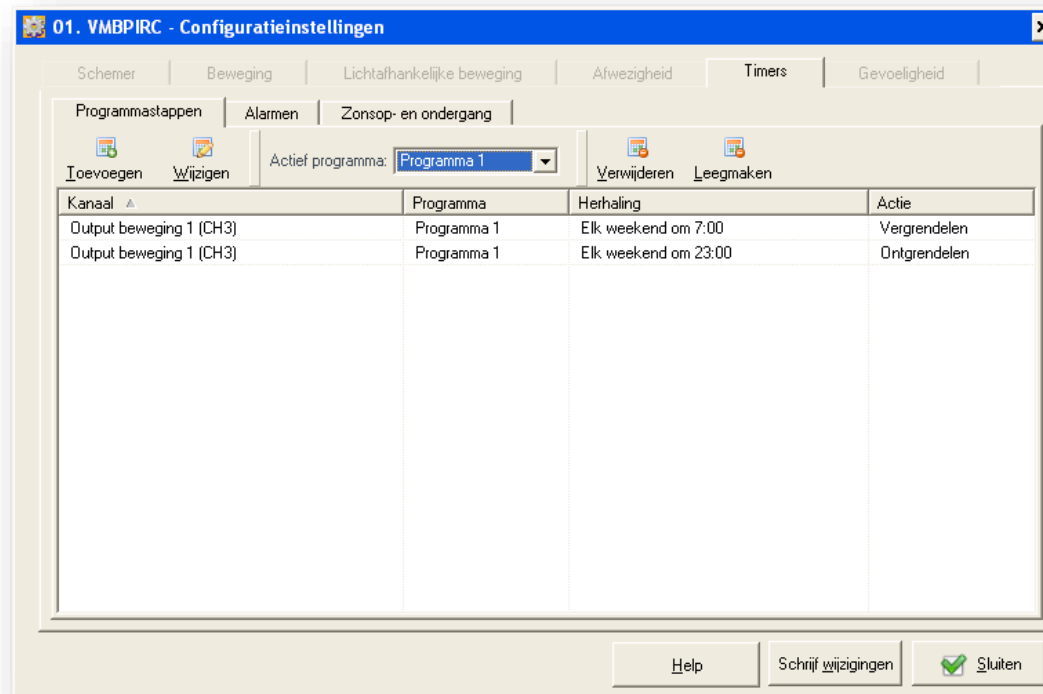 01. VMBPIRC - Configuratieinstellingen
Schemer Beweging Lichtafhankelijke beweging Afwezigheid Timers Gevoeligheid
Programmastappen Alarmen Zonsop- en ondergang
Toevoegen Wijzigen Actief programma: Programma 1 Verwijderen Leegmaken
Kanaal Programma Herhaling Actie
Output beweging 1 (CH3) Programma 1 Elk weekend om 7:00 Vergrendelen
Output beweging 1 (CH3) Programma 1 Elk weekend om 23:00 Ontgrendelen
Help Schrijf wijzigingen Sluiten